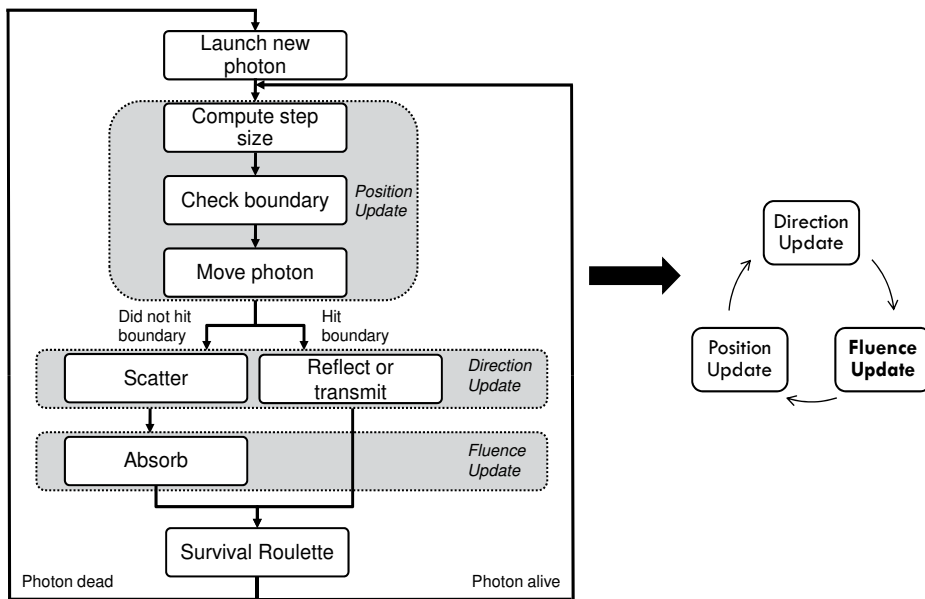 Launch new
photon
Compute step
size
Check boundary
Position
Update
Move photon
Did not hit
boundary
Hit
boundary
Scatter
Reflect or
transmit
Direction
Update
Absorb
Fluence
Update
Survival Roulette
Photon dead
Photon alive
Direction
Update
Position
Update
Fluence
Update